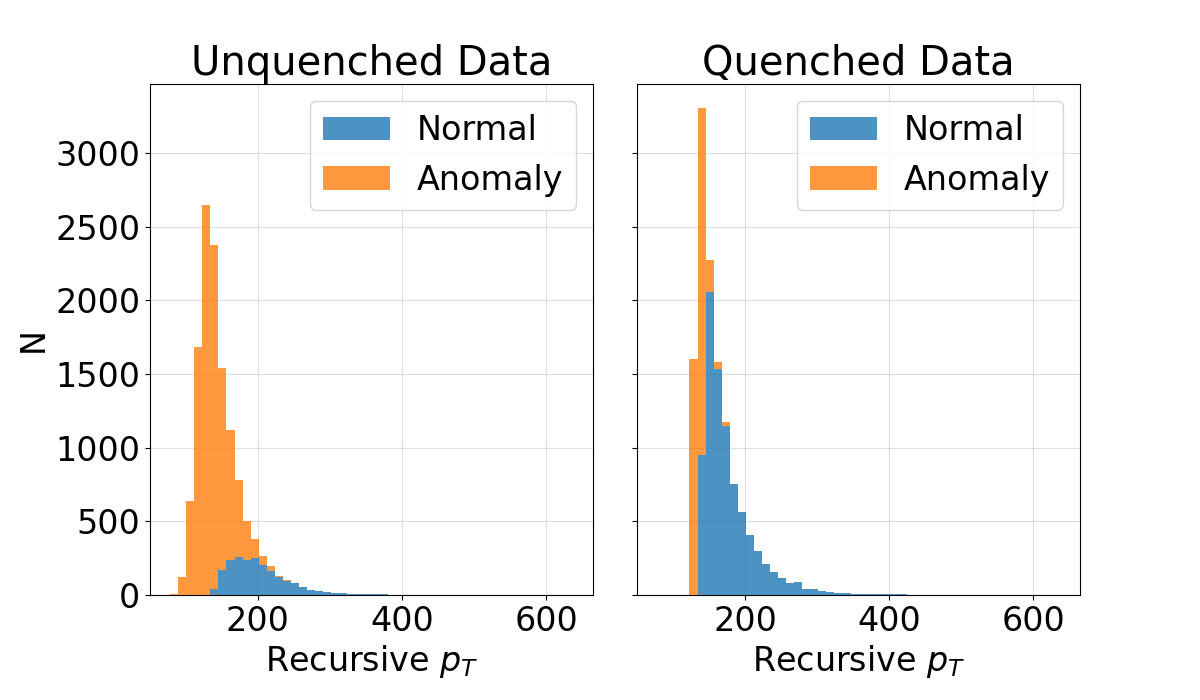 Unquenched Data
Quenched Data
Normal
Anomaly
Normal
Anomaly
N
3000
2500
2000
1500
1000
500
0
200
400
600
200
400
600
Recursive $p_T$
Recursive $p_T$